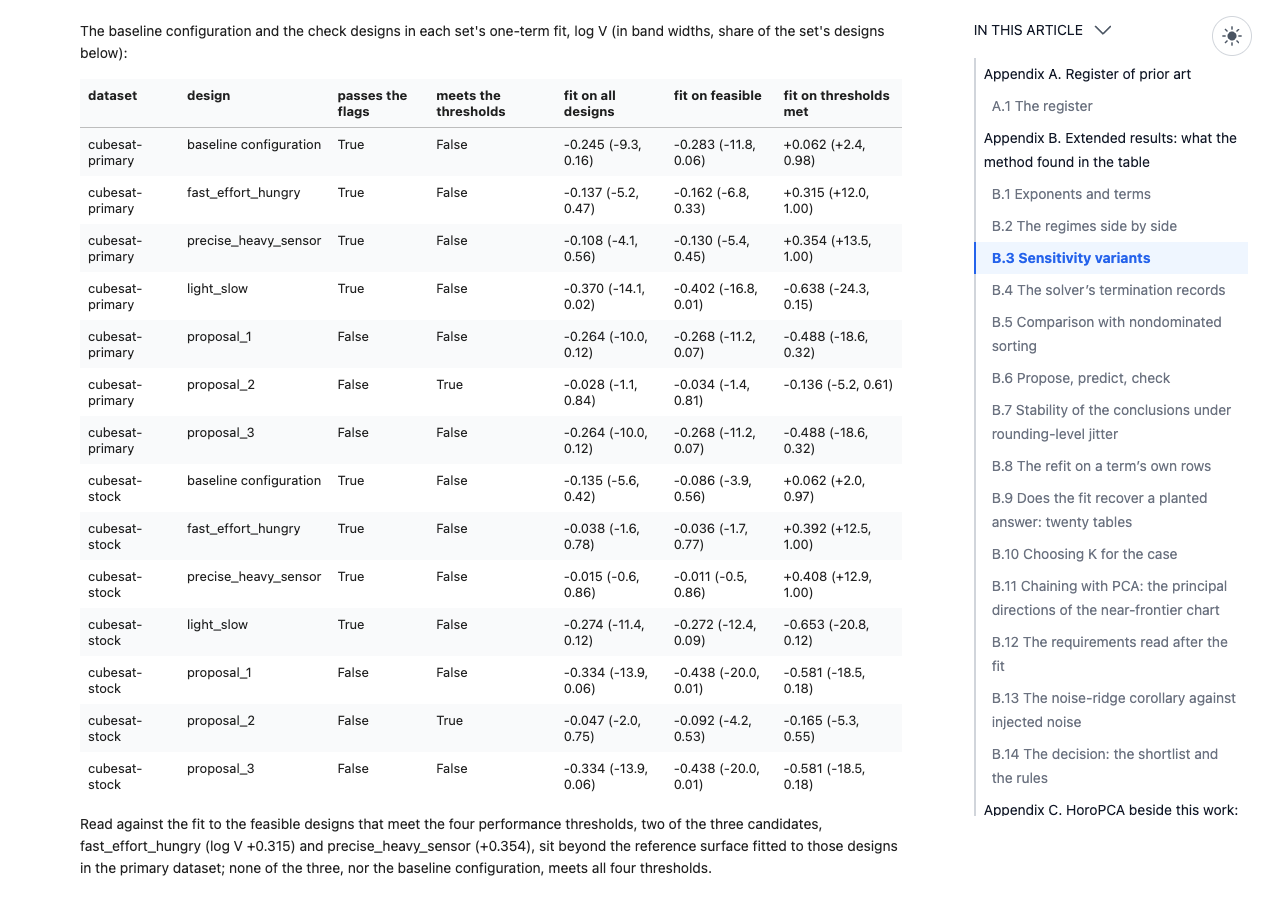 The baseline configuration and the check designs in each set's one-term fit, log V (in band widths, share of the set's designs
below):
dataset design passes the flags meets the thresholds fit on all designs fit on feasible fit on thresholds met
cubesat-primary baseline configuration True False -0.245 (-9.3, 0.16) -0.283 (-11.8, 0.06) +0.062 (+2.4, 0.98)
cubesat-primary fast_effort_hungry True False -0.137 (-5.2, 0.47) -0.162 (-6.8, 0.33) +0.315 (+12.0, 1.00)
cubesat-primary precise_heavy_sensor True False -0.108 (-4.1, 0.56) -0.130 (-5.4, 0.45) +0.354 (+13.5, 1.00)
cubesat-primary light_slow True False -0.370 (-14.1, 0.02) -0.402 (-16.8, 0.01) -0.638 (-24.3, 0.15)
cubesat-primary proposal_1 False False -0.264 (-10.0, 0.12) -0.268 (-11.2, 0.07) -0.488 (-18.6, 0.32)
cubesat-primary proposal_2 False True -0.028 (-1.1, 0.84) -0.034 (-1.4, 0.81) -0.136 (-5.2, 0.61)
cubesat-primary proposal_3 False False -0.264 (-10.0, 0.12) -0.268 (-11.2, 0.07) -0.488 (-18.6, 0.32)
cubesat-stock baseline configuration True False -0.135 (-5.6, 0.42) -0.086 (-3.9, 0.56) +0.062 (+2.0, 0.97)
cubesat-stock fast_effort_hungry True False -0.038 (-1.6, 0.78) -0.036 (-1.7, 0.77) +0.392 (+12.5, 1.00)
cubesat-stock precise_heavy_sensor True False -0.015 (-0.6, 0.86) -0.011 (-0.5, 0.86) +0.408 (+12.9, 1.00)
cubesat-stock light_slow True False -0.274 (-11.4, 0.12) -0.272 (-12.4, 0.09) -0.653 (-20.8, 0.12)
cubesat-stock proposal_1 False False -0.334 (-13.9, 0.06) -0.438 (-20.0, 0.01) -0.581 (-18.5, 0.18)
cubesat-stock proposal_2 False True -0.047 (-2.0, 0.75) -0.092 (-4.2, 0.53) -0.165 (-5.3, 0.55)
cubesat-stock proposal_3 False False -0.334 (-13.9, 0.06) -0.438 (-20.0, 0.01) -0.581 (-18.5, 0.18)
Read against the fit to the feasible designs that meet the four performance thresholds, two of the three candidates,
fast_effort_hungry (log V +0.315) and precise_heavy_sensor (+0.354), sit beyond the reference surface fitted to those designs
in the primary dataset; none of the three, nor the baseline configuration, meets all four thresholds.
IN THIS ARTICLE
Appendix A. Register of prior art
A.1 The register
Appendix B. Extended results: what the
method found in the table
B.1 Exponents and terms
B.2 The regimes side by side
B.3 Sensitivity variants
B.4 The solver’s termination records
B.5 Comparison with nondominated
sorting
B.6 Propose, predict, check
B.7 Stability of the conclusions under
rounding-level jitter
B.8 The refit on a term’s own rows
B.9 Does the fit recover a planted
answer: twenty tables
B.10 Choosing K for the case
B.11 Chaining with PCA: the principal
directions of the near-frontier chart
B.12 The requirements read after the
fit
B.13 The noise-ridge corollary against
injected noise
B.14 The decision: the shortlist and
the rules
Appendix C. HoroPCA beside this work: